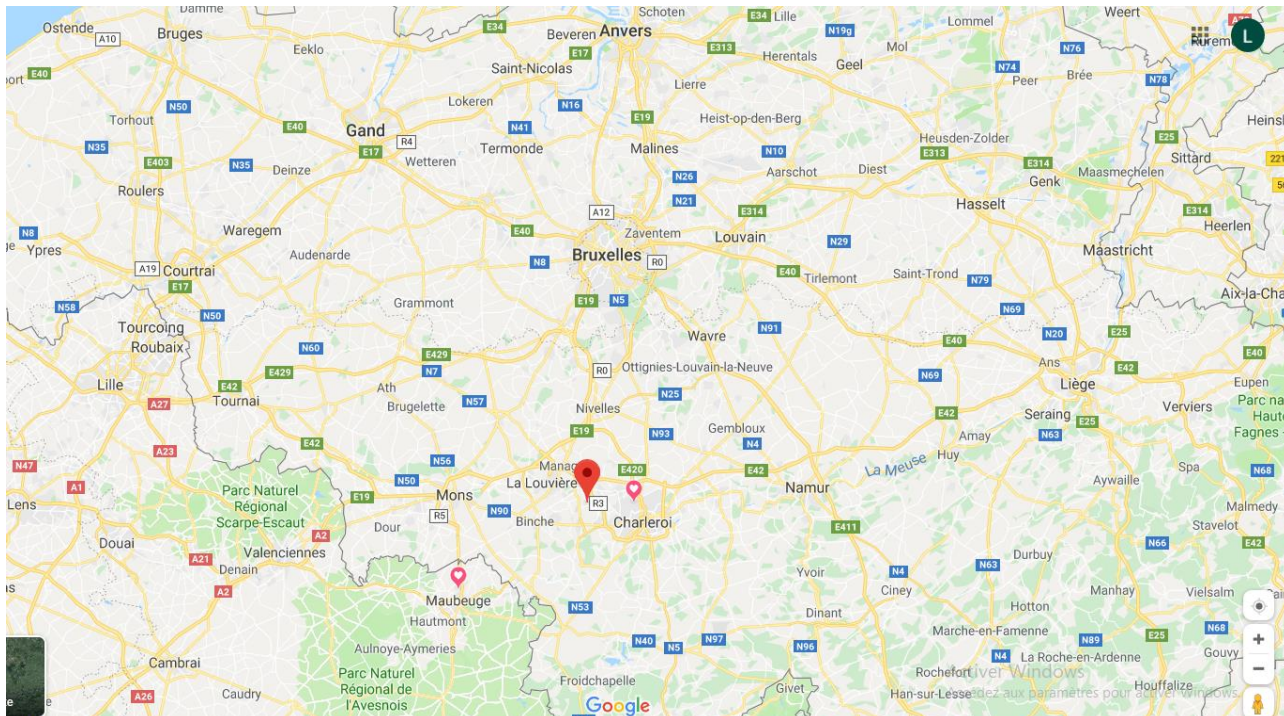 Damme
Schoten
E34
Lille
Lommel
Weert
Ostende
A10
Bruges
E34
Beveren
Anvers
N19g
L
Eeklo
E17
E313
Herentals
Mol
N76
E40
Saint-Nicolas
Geel
N74
Peer
Brée
N78
Lierre
N50
Lokeren
N16
Torhout
E40
Gand
R4
N41
E19
Heist-op-den-Berg
Heusden-Zolder
E25
N35
E403
N35
Deinze
E17
Wetteren
Termonde
Malines
N10
E313
E314
Sittard
Roulers
N26
Aarschot
Diest
Genk
Maasmechelen
N21
A12
E314
Hasselt
E314
Heerlen
N8
Waregem
E40
Zaventem
Louvain
N29
Ypres
Audenarde
Bruxelles
R0
Maastricht
A19
Courtrai
N8
E40
Tirlemont
Saint-Trond
N79
E17
E19
N5
N58
N50
Grammont
N69
Tourcoing
N91
N20
E25
Roubaix
N60
Wavre
E40
E429
Ans
E40
Lille
E429
N7
R0
Ottignies-Louvain-la-Neuve
N69
Liège
E42
Eupen
E42
Ath
N25
Tournai
Brugelette
N57
Nivelles
E42
Seraing
Verviers
A27
E19
N93
Gembloux
E25
E42
N4
Amay
N63
A23
N56
Huy
N47
La Meuse
Spa
N68
A1
Parc Naturel
Régional
Scarpe-Escaut
E19
N50
Mons
La Louvière
E420
E42
Namur
Aywaille
Lens
R5
N90
Binche
R3
Charleroi
Malmedy
Dour
A2
E411
Stavelot
Douai
Valenciennes
N66
E42
A21
Denain
Durbuy
Yvoir
N4
N63
A2
Maubeuge
Ciney
Manhay
Vielsalm
N53
Hautmont
Dinant
Hotton
N68
Aulnoye-Aymeries
N40
N5
N97
N96
Marche-en-Famenne
N89
E25
Gouvy
Cambrai
N4
La Roche-en-Ardenne
Parc Naturel
Régional de
l'Avesnois
Froidchapelle
Rochefort
Activer Windows
A26
Caudry
Givet
Han-sur-Lesse
Accédez aux paramètres pour activer Windows.
Houffalize
Google